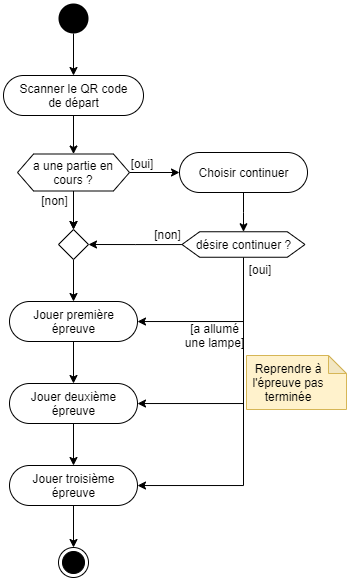 Scanner le QR code
de départ
a une partie en
cours ?
[oui]
Choisir continuer
[non]
[non]
désire continuer ?
[oui]
Jouer première
épreuve
[a allumé
une lampe]
Reprendre à
l'épreuve pas
terminée
Jouer deuxième
épreuve
Jouer troisième
épreuve